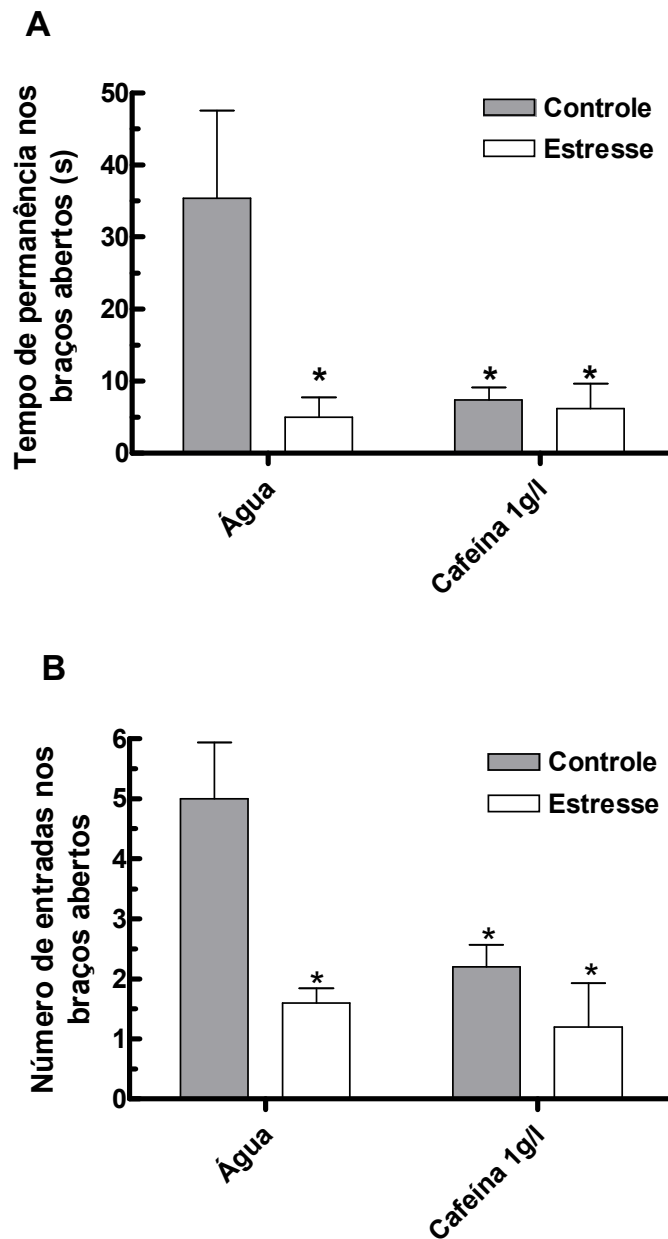 A
Tempo de permanência nos
braços abertos (s)
50
40
30
20
10
0
Controle
Estresse
*
*
*
Água
Cafeína 1g/l
B
Número de entradas nos
braços abertos
6
5
4
3
2
1
0
Controle
Estresse
*
*
*
Água
Cafeína 1g/l